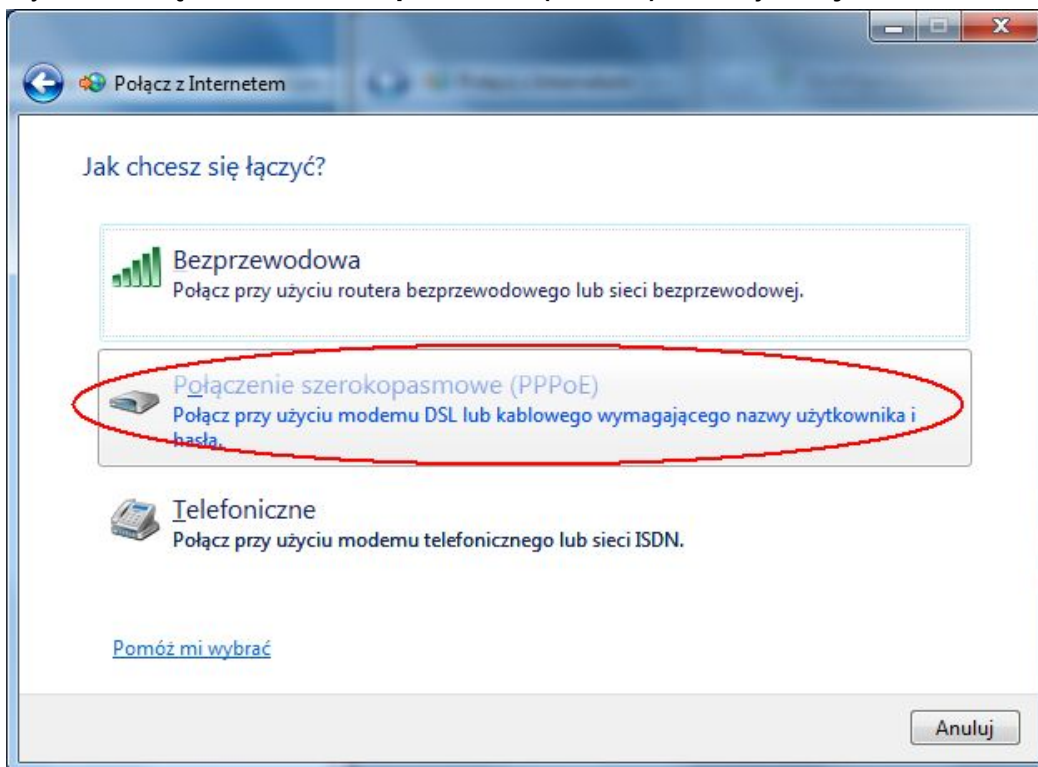 Połącz z Internetem
Jak chcesz się łączyć?
Bezprzewodowa
Połącz przy użyciu routera bezprzewodowego lub sieci bezprzewodowej.
Połączenie szerokopasmowe (PPPoE)
Połącz przy użyciu modemu DSL lub kablowego wymagającego nazwy użytkownika i
hasła.
Telefoniczne
Połącz przy użyciu modemu telefonicznego lub sieci ISDN.
Pomóż mi wybrać
Anuluj